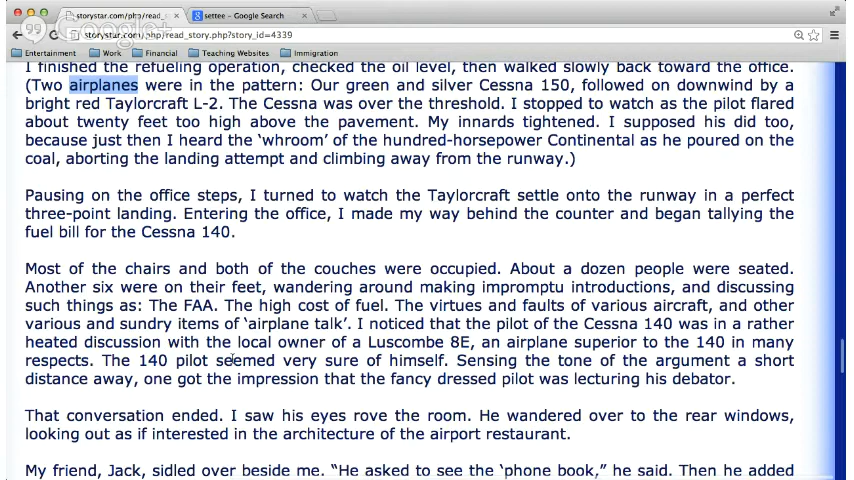 storystar.com/php/read_s
settee - Google Search
storystar.com/php/read_story.php?story_id=4339
Google+
Entertainment
Work
Financial
Teaching Websites
Immigration
I finished the refueling operation, checked the oil level, then walked slowly back toward the office.
(Two airplanes were in the pattern: Our green and silver Cessna 150, followed on downwind by a
bright red Taylorcraft L-2. The Cessna was over the threshold. I stopped to watch as the pilot flared
about twenty feet too high above the pavement. My innards tightened. I supposed his did too,
because just then I heard the ‘whroom’ of the hundred-horsepower Continental as he poured on the
coal, aborting the landing attempt and climbing away from the runway.)
Pausing on the office steps, I turned to watch the Taylorcraft settle onto the runway in a perfect
three-point landing. Entering the office, I made my way behind the counter and began tallying the
fuel bill for the Cessna 140.
Most of the chairs and both of the couches were occupied. About a dozen people were seated.
Another six were on their feet, wandering around making impromptu introductions, and discussing
such things as: The FAA. The high cost of fuel. The virtues and faults of various aircraft, and other
various and sundry items of ‘airplane talk’. I noticed that the pilot of the Cessna 140 was in a rather
heated discussion with the local owner of a Luscombe 8E, an airplane superior to the 140 in many
respects. The 140 pilot seemed very sure of himself. Sensing the tone of the argument a short
distance away, one got the impression that the fancy dressed pilot was lecturing his debator.
That conversation ended. I saw his eyes rove the room. He wandered over to the rear windows,
looking out as if interested in the architecture of the airport restaurant.
My friend, Jack, sidled over beside me. “He asked to see the ‘phone book,” he said. Then he added